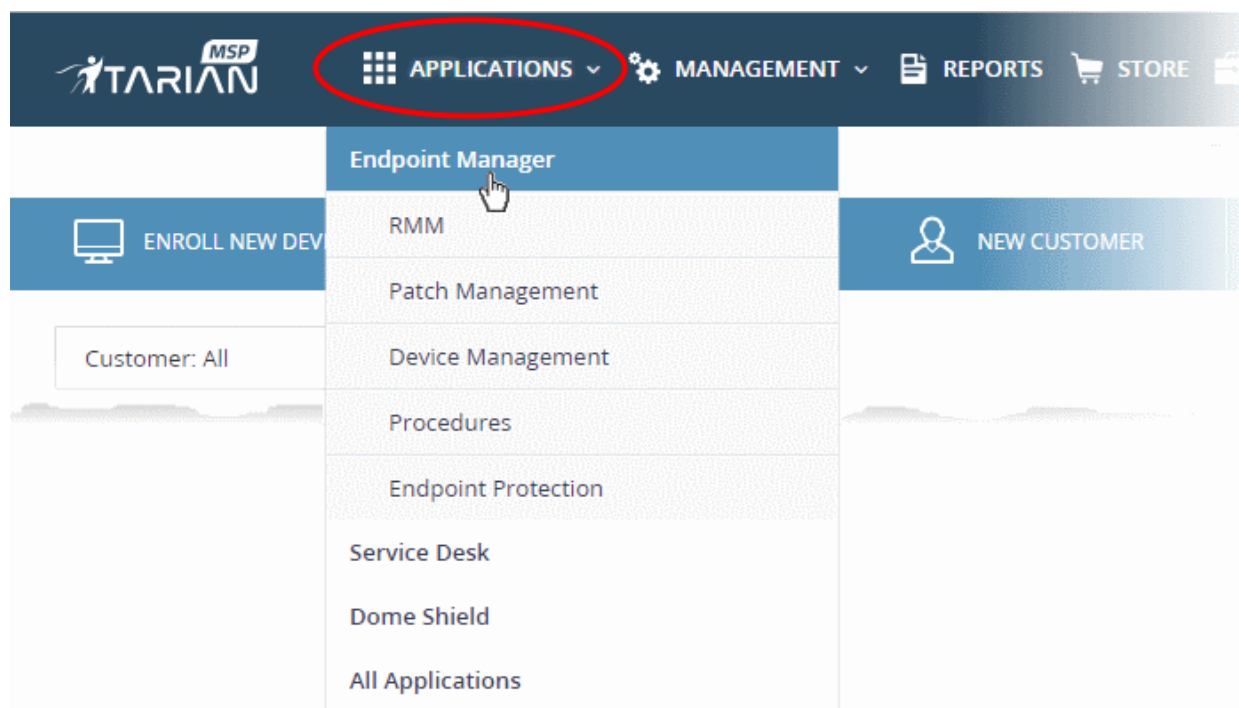 ITARIAN MSP
APPLICATIONS MANAGEMENT REPORTS STORE
Endpoint Manager
ENROLL NEW DEVI
RMM
NEW CUSTOMER
Patch Management
Customer: All
Device Management
Procedures
Endpoint Protection
Service Desk
Dome Shield
All Applications